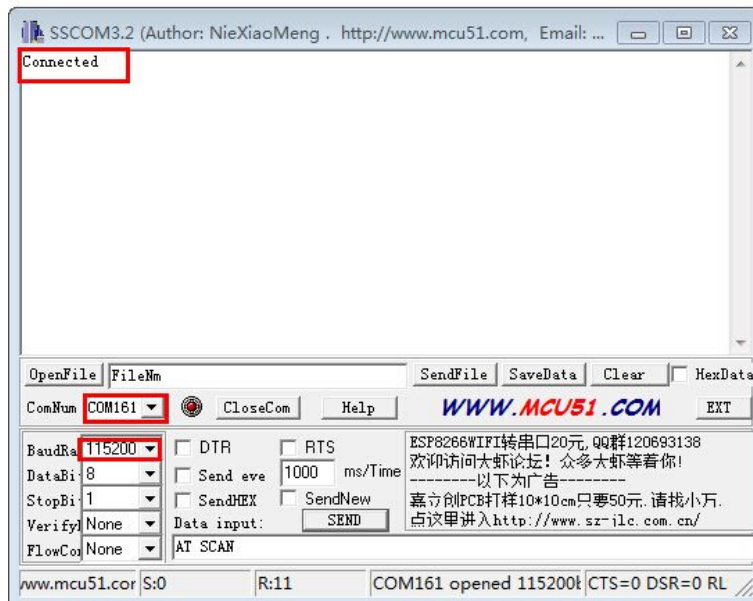 SSCOM3.2 (Author: NieXiaoMeng . http://www.mcu51.com, Email: ...
Connected
OpenFile FileNm SendFile SaveData Clear HexData
ComNum COM161 CloseCom Help WWW.MCU51.COM EXT
BaudRa 115200 DTR RTS
DataBi 8 Send eve 1000 ms/Time
StopBi 1 SendHEX SendNew
Verifyl None Data input: SEND
FlowCo None AT SCAN
ESP8266WIFI转串口20元,QQ群120693138
欢迎访问大虾论坛！众多大虾等着你!
--------以下为广告--------
嘉立创PCB打样10*10cm只要50元.请找小万.
点这里进入http://www.sz-jlc.com.cn/
www.mcu51.cor S:0 R:11 COM161 opened 115200b CTS=0 DSR=0 RL